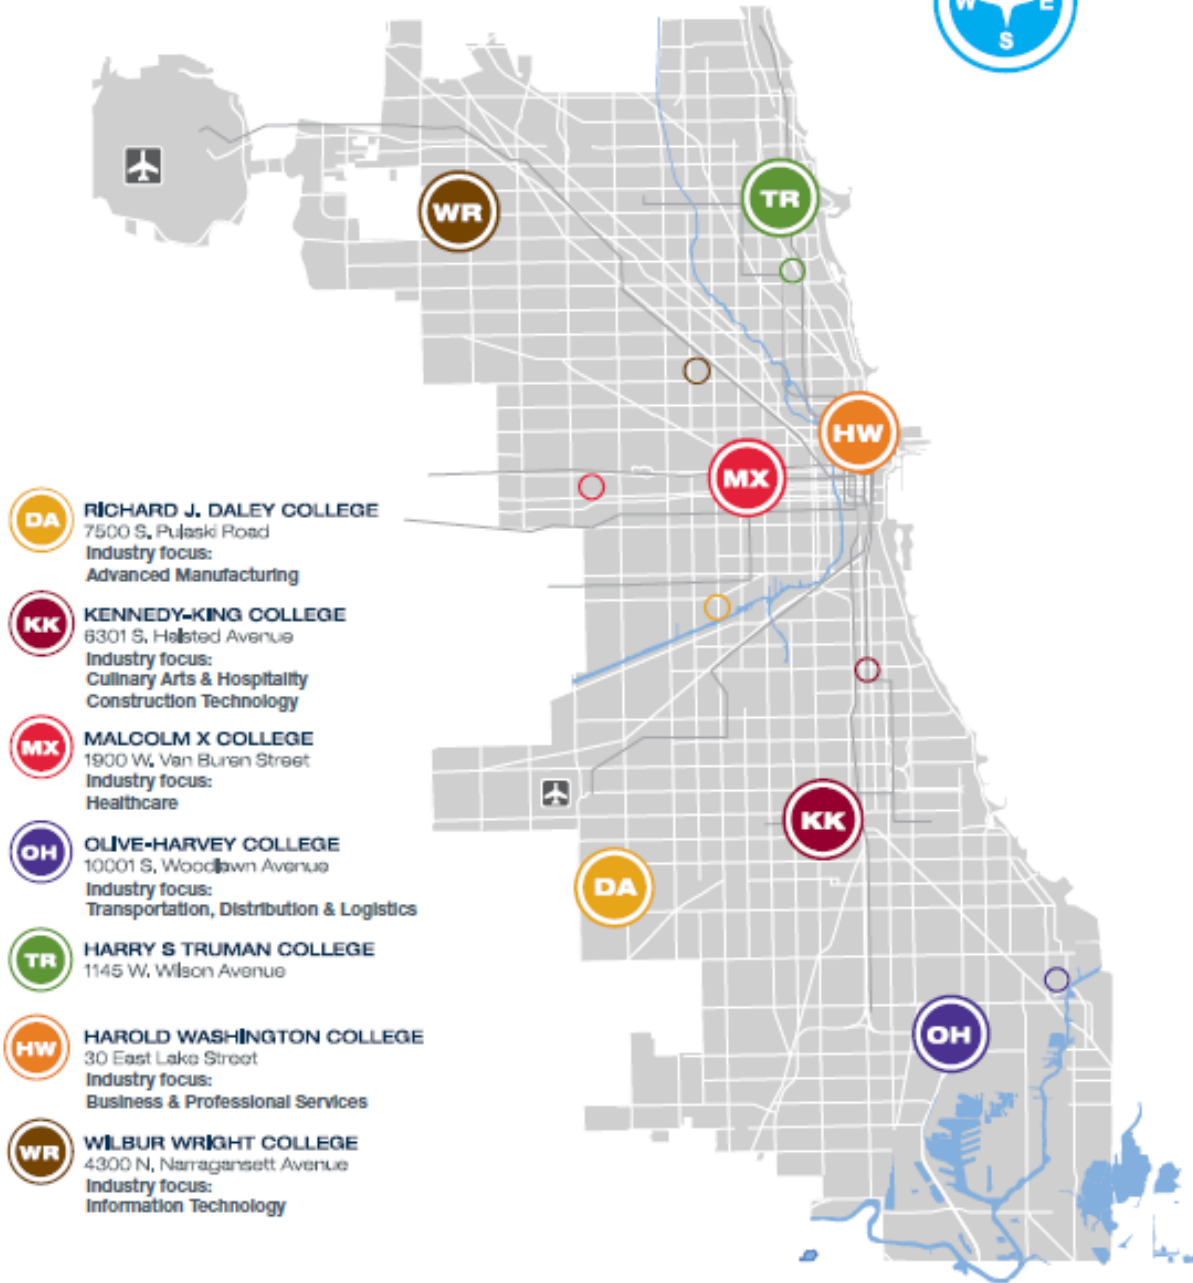 W E
S
WR
TR
HW
MX
KK
DA
OH
DA
RICHARD J. DALEY COLLEGE
7500 S. Pulaski Road
Industry focus:
Advanced Manufacturing
KK
KENNEDY-KING COLLEGE
6301 S. Halsted Avenue
Industry focus:
Culinary Arts & Hospitality
Construction Technology
MX
MALCOLM X COLLEGE
1900 W. Van Buren Street
Industry focus:
Healthcare
OH
OLIVE-HARVEY COLLEGE
10001 S. Woodlawn Avenue
Industry focus:
Transportation, Distribution & Logistics
TR
HARRY S TRUMAN COLLEGE
1145 W. Wilson Avenue
HW
HAROLD WASHINGTON COLLEGE
30 East Lake Street
Industry focus:
Business & Professional Services
WR
WILBUR WRIGHT COLLEGE
4300 N. Narragansett Avenue
Industry focus:
Information Technology